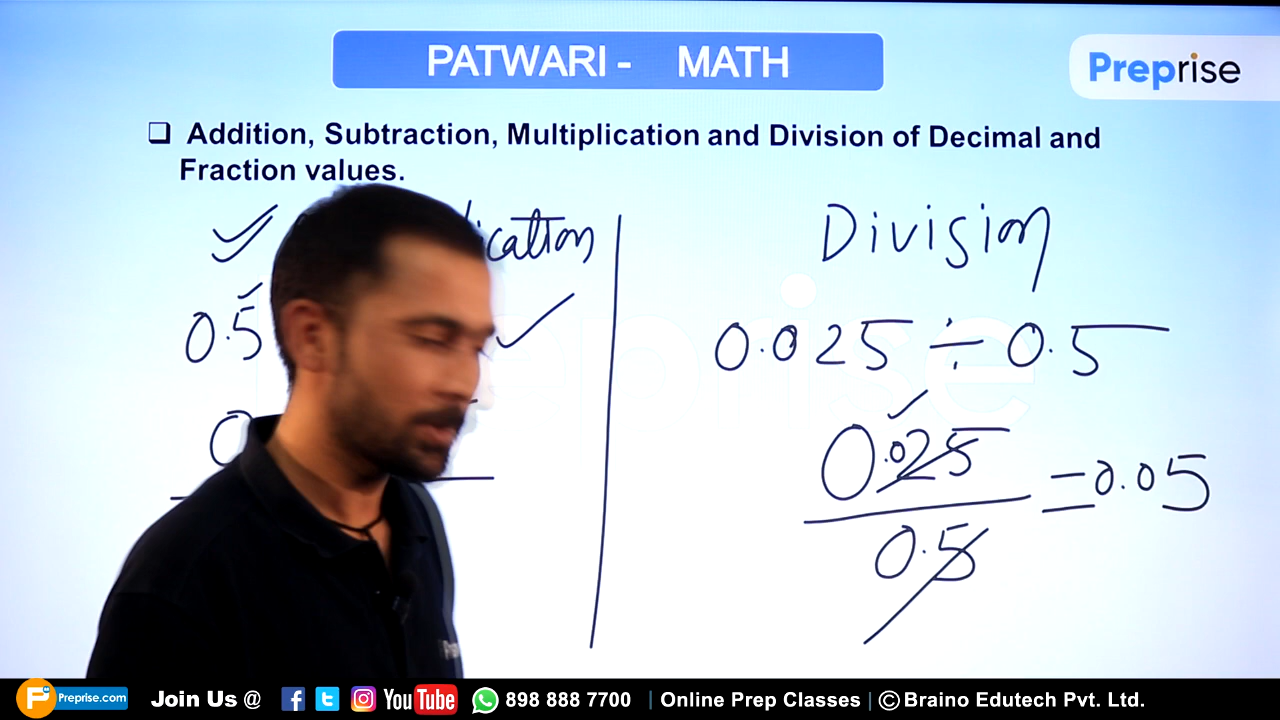 PATWARI - MATH
Preprise
❑ Addition, Subtraction, Multiplication and Division of Decimal and
Fraction values.
Division
0.5
0.025 ÷ 0.5
0.025
= 0.05
0.5
Preprise.com Join Us @ You Tube 898 888 7700 | Online Prep Classes | © Braino Edutech Pvt. Ltd.